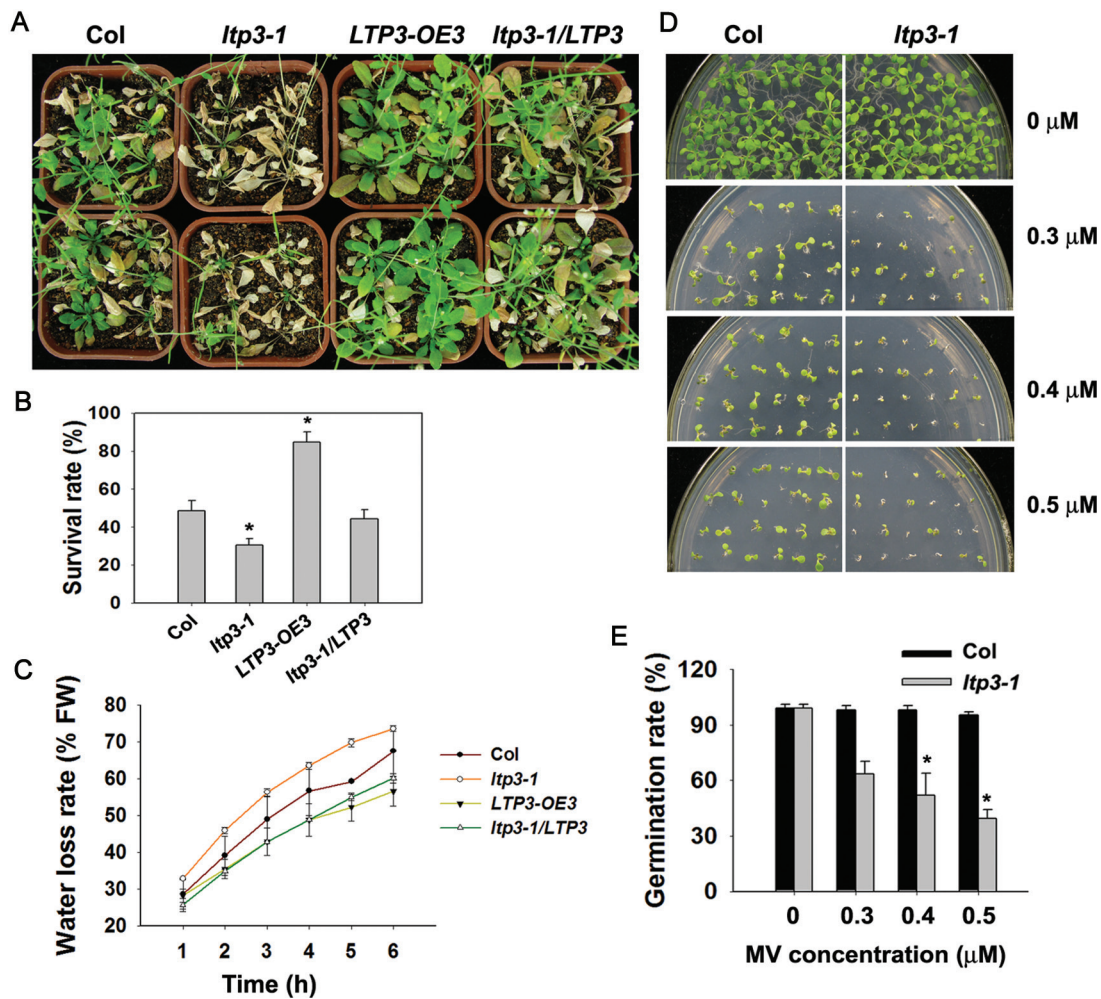 A
Col
ltp3-1
LTP3-OE3
ltp3-1/LTP3
B
Survival rate (%)
100
80
60
40
20
0
*
*
Col
ltp3-1
LTP3-OE3
ltp3-1/LTP3
C
Water loss rate (% FW)
80
70
60
50
40
30
20
1 2 3 4 5 6
Time (h)
Col
ltp3-1
LTP3-OE3
ltp3-1/LTP3
D
Col
ltp3-1
0 μM
0.3 μM
0.4 μM
0.5 μM
E
Col
ltp3-1
Germination rate (%)
120
90
60
30
0
*
*
0 0.3 0.4 0.5
MV concentration (μM)